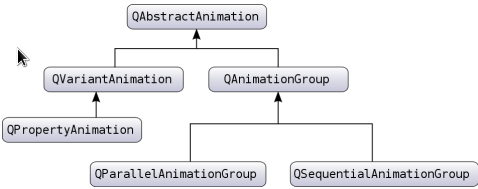 QAbstractAnimation
QVariantAnimation
QAnimationGroup
QPropertyAnimation
QParallelAnimationGroup
QSequentialAnimationGroup